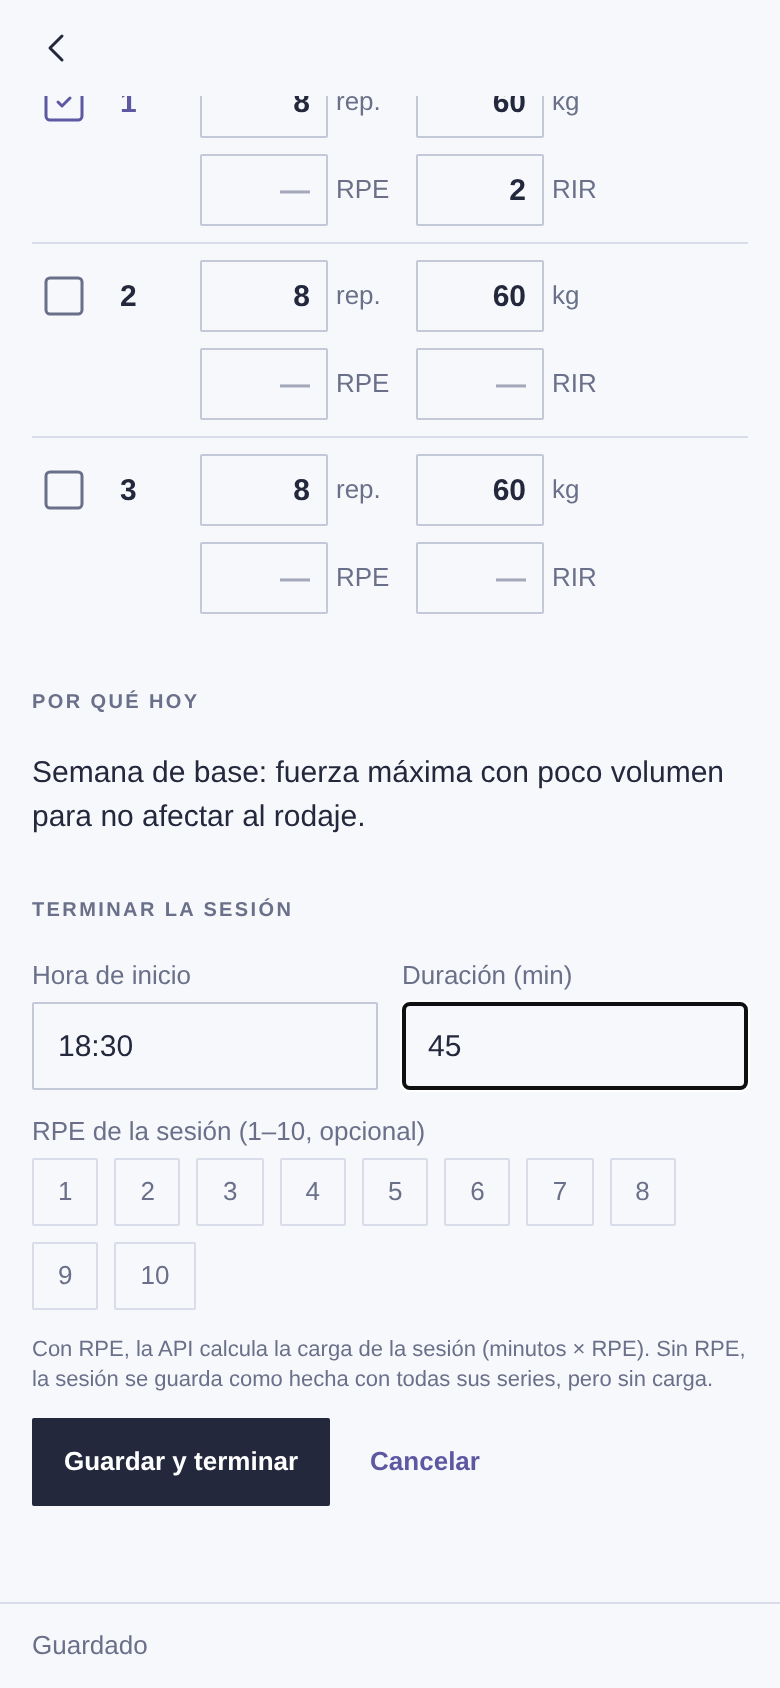 1 8 rep. 60 kg
— RPE 2 RIR
2 8 rep. 60 kg
— RPE — RIR
3 8 rep. 60 kg
— RPE — RIR
POR QUÉ HOY
Semana de base: fuerza máxima con poco volumen
para no afectar al rodaje.
TERMINAR LA SESIÓN
Hora de inicio Duración (min)
18:30 45
RPE de la sesión (1–10, opcional)
1 2 3 4 5 6 7 8
9 10
Con RPE, la API calcula la carga de la sesión (minutos × RPE). Sin RPE,
la sesión se guarda como hecha con todas sus series, pero sin carga.
Guardar y terminar Cancelar
Guardado